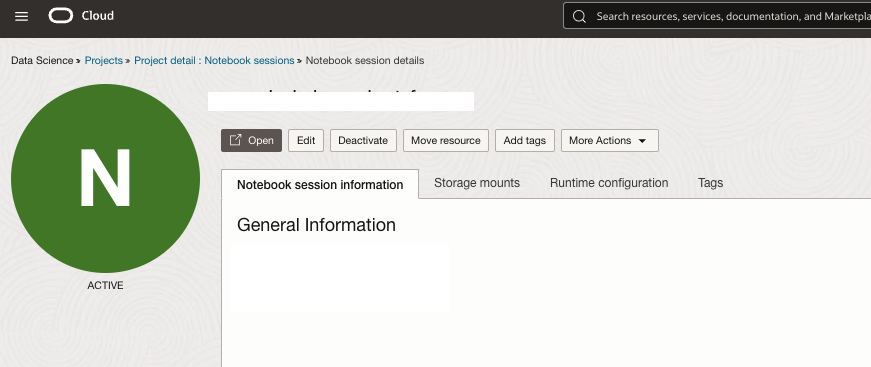 Cloud
Search resources, services, documentation, and Marketpla
Data Science » Projects » Project detail : Notebook sessions » Notebook session details
N
ACTIVE
Open Edit Deactivate Move resource Add tags More Actions
Notebook session information Storage mounts Runtime configuration Tags
General Information